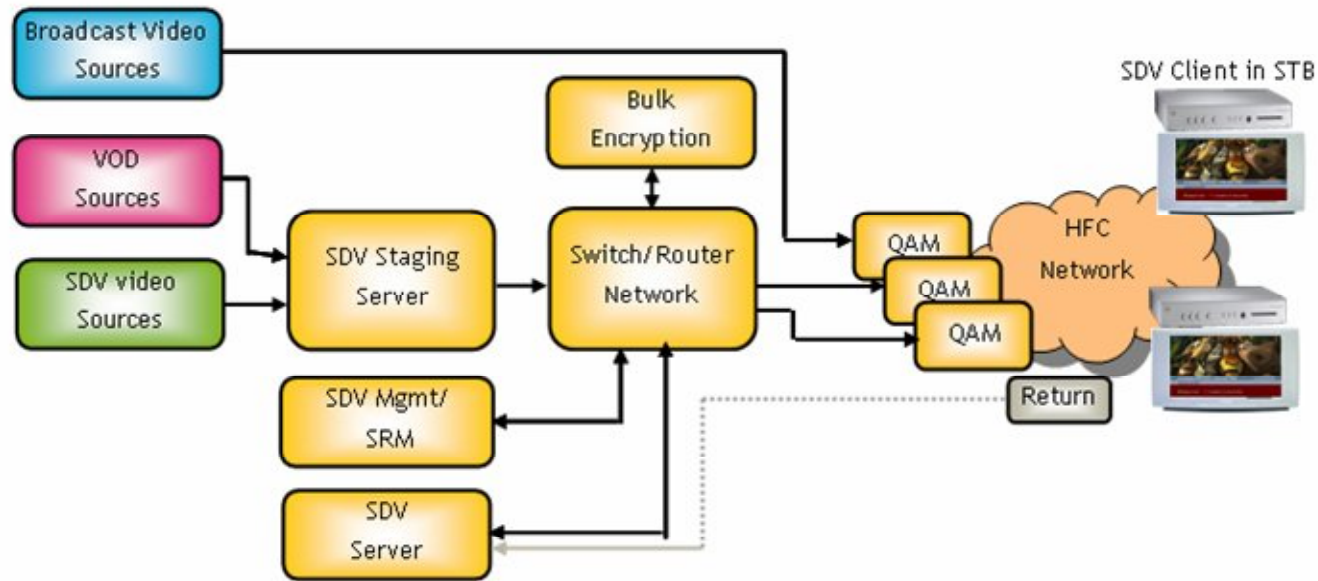 Broadcast Video
Sources
SDV Client in STB
Bulk
Encryption
VOD
Sources
SDV Staging
Server
Switch/Router
Network
QAM
HFC
Network
QAM
QAM
SDV video
Sources
SDV Mgmt/
SRM
Return
SDV
Server